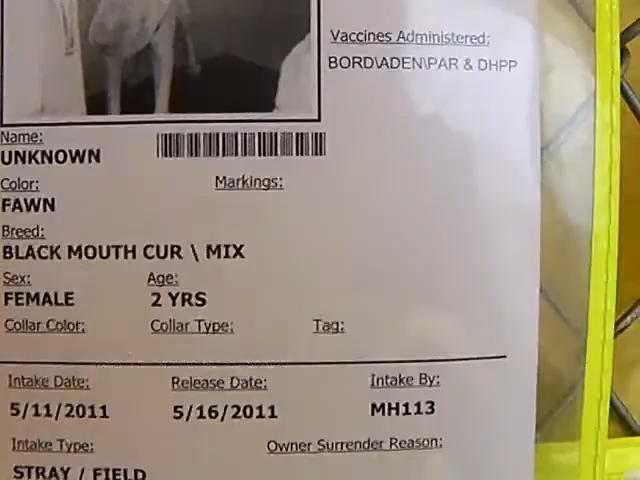 Vaccines Administered:
BORD\ADEN\PAR & DHPP
Name:
UNKNOWN
Color: Markings:
FAWN
Breed:
BLACK MOUTH CUR \ MIX
Sex: Age:
FEMALE 2 YRS
Collar Color: Collar Type: Tag:
Intake Date: Release Date: Intake By:
5/11/2011 5/16/2011 MH113
Intake Type: Owner Surrender Reason:
STRAY / FIELD